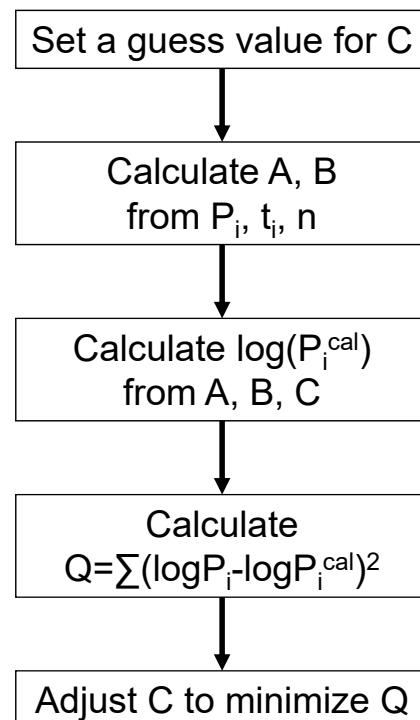 Set a guess value for C
Calculate A, B
from Pᵢ, tᵢ, n
Calculate log(Pᵢᶜᵃˡ)
from A, B, C
Calculate
Q=∑(logPᵢ-logPᵢᶜᵃˡ)²
Adjust C to minimize Q